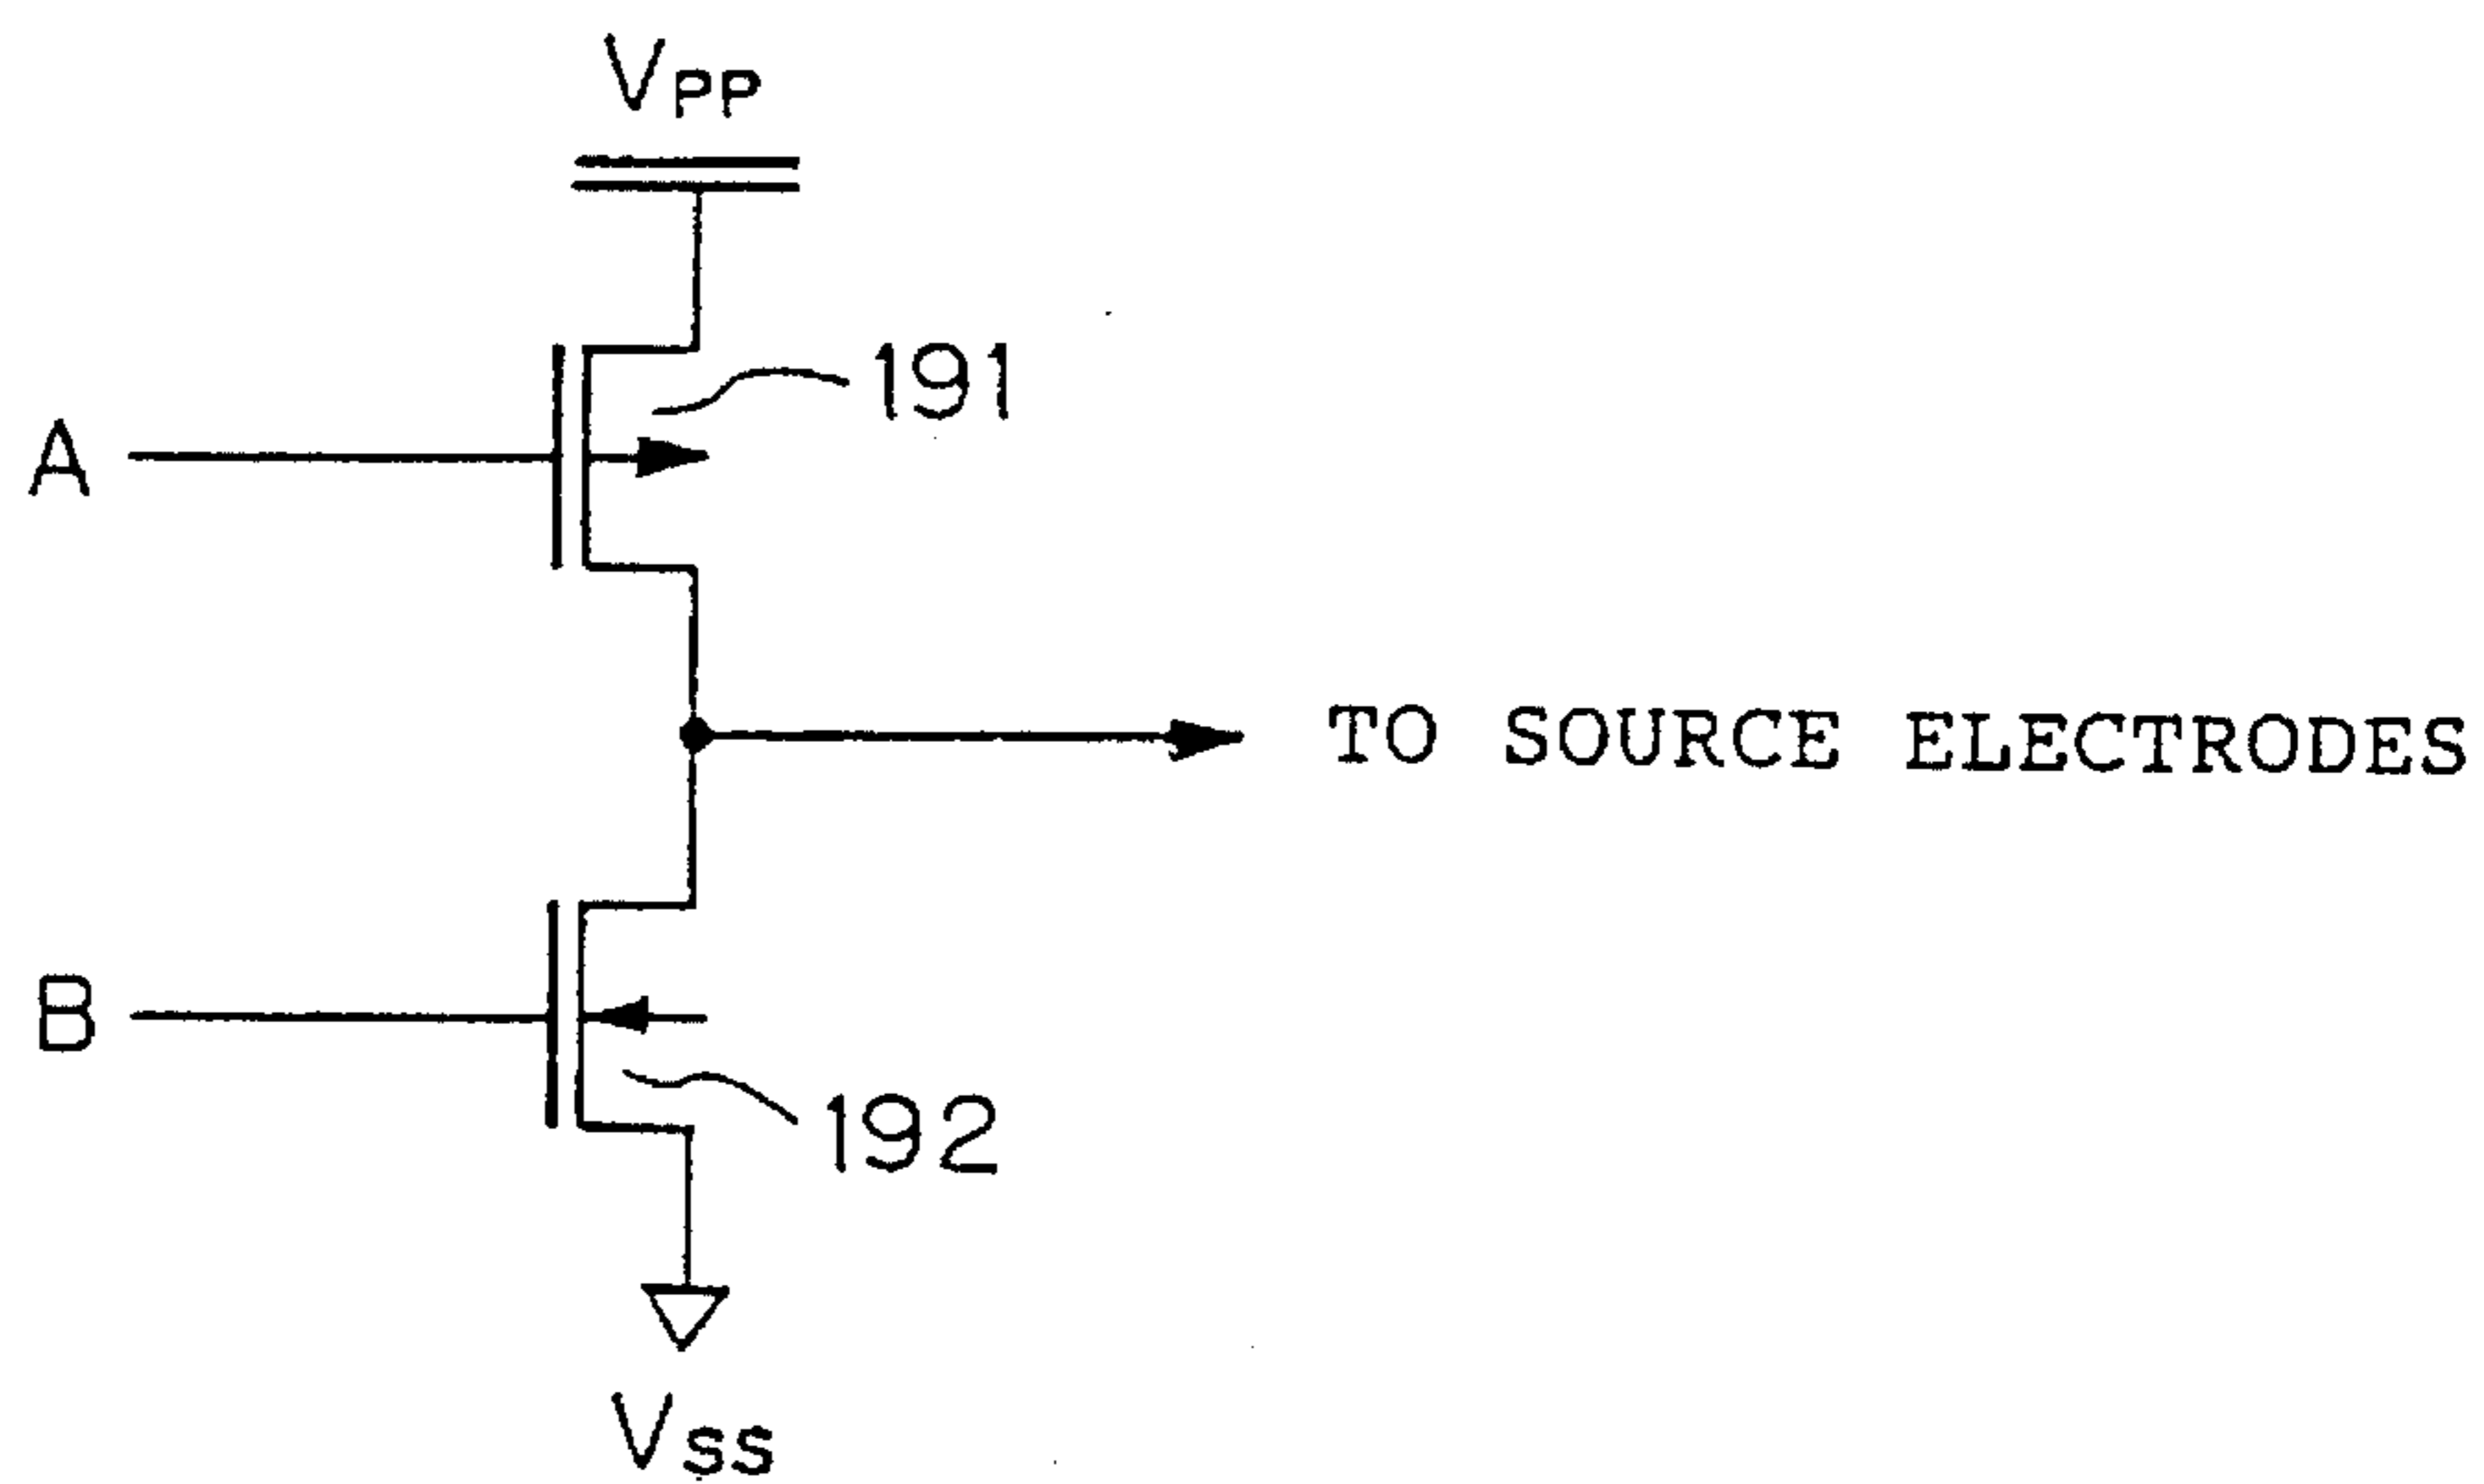 VPP
191
A
TO SOURCE ELECTRODES
B
192
VSS